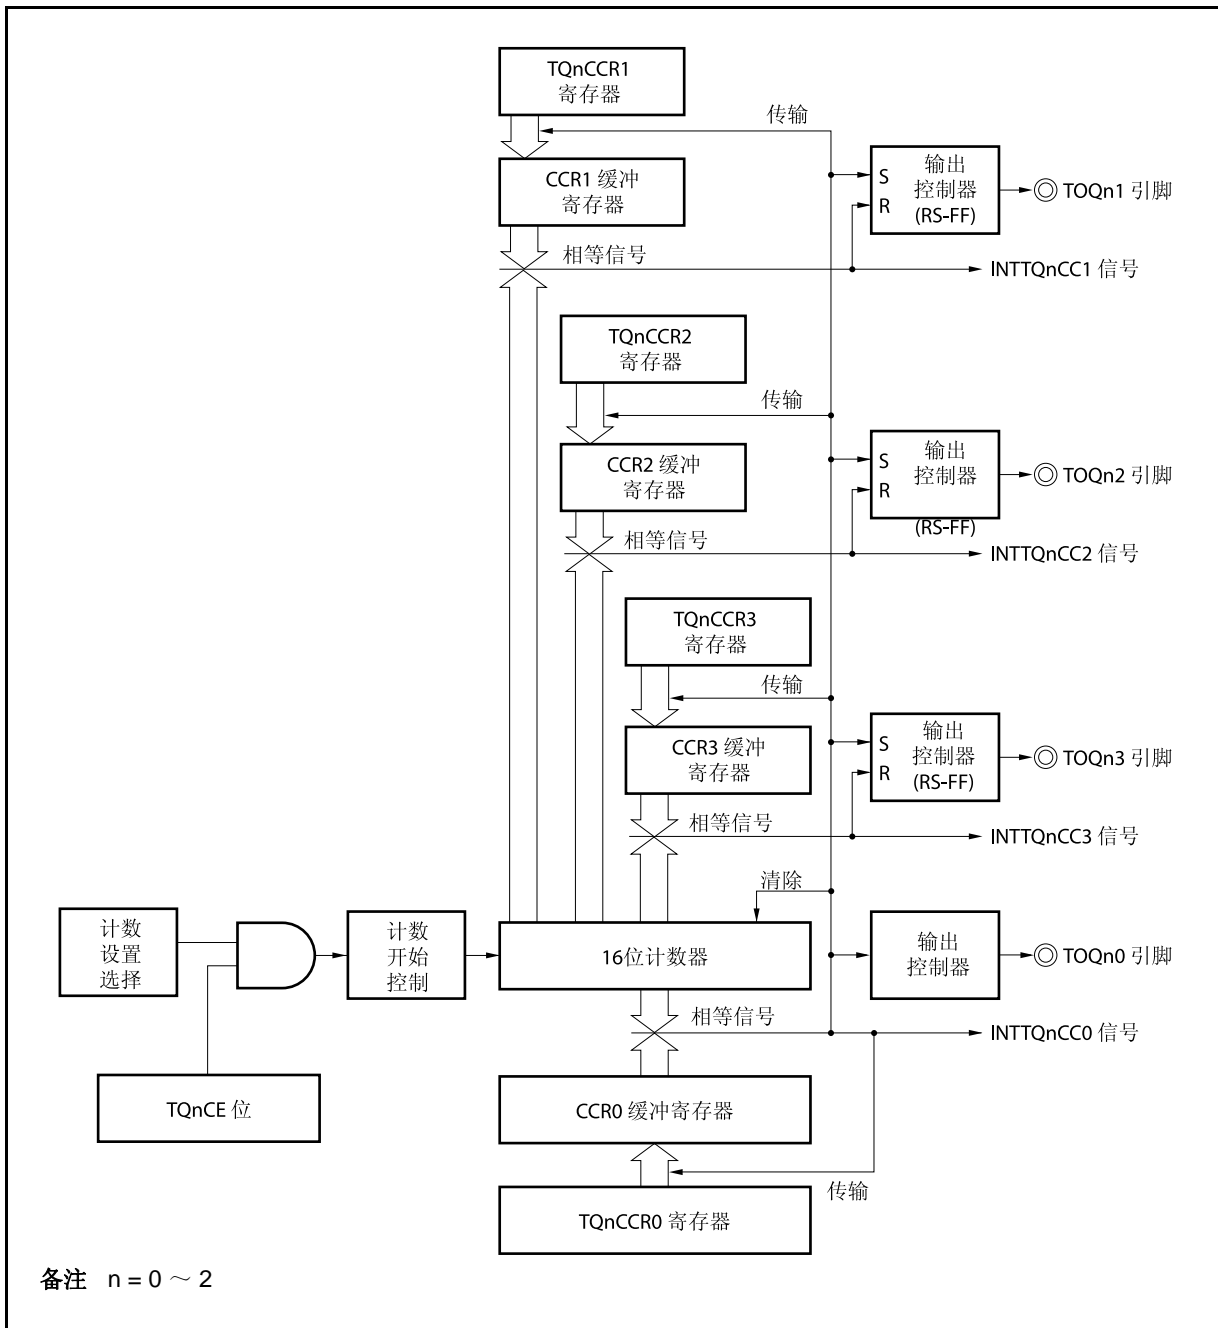 TQnCCR1
寄存器
传输
CCR1 缓冲
寄存器
输出
控制器
(RS-FF)
S
R
TOQn1 引脚
相等信号
INTTQnCC1 信号
TQnCCR2
寄存器
传输
CCR2 缓冲
寄存器
输出
控制器
(RS-FF)
S
R
TOQn2 引脚
相等信号
INTTQnCC2 信号
TQnCCR3
寄存器
传输
CCR3 缓冲
寄存器
输出
控制器
(RS-FF)
S
R
TOQn3 引脚
相等信号
INTTQnCC3 信号
清除
计数
设置
选择
计数
开始
控制
16位计数器
输出
控制器
TOQn0 引脚
相等信号
INTTQnCC0 信号
TQnCE 位
CCR0 缓冲寄存器
传输
TQnCCR0 寄存器
备注 n = 0 ～ 2